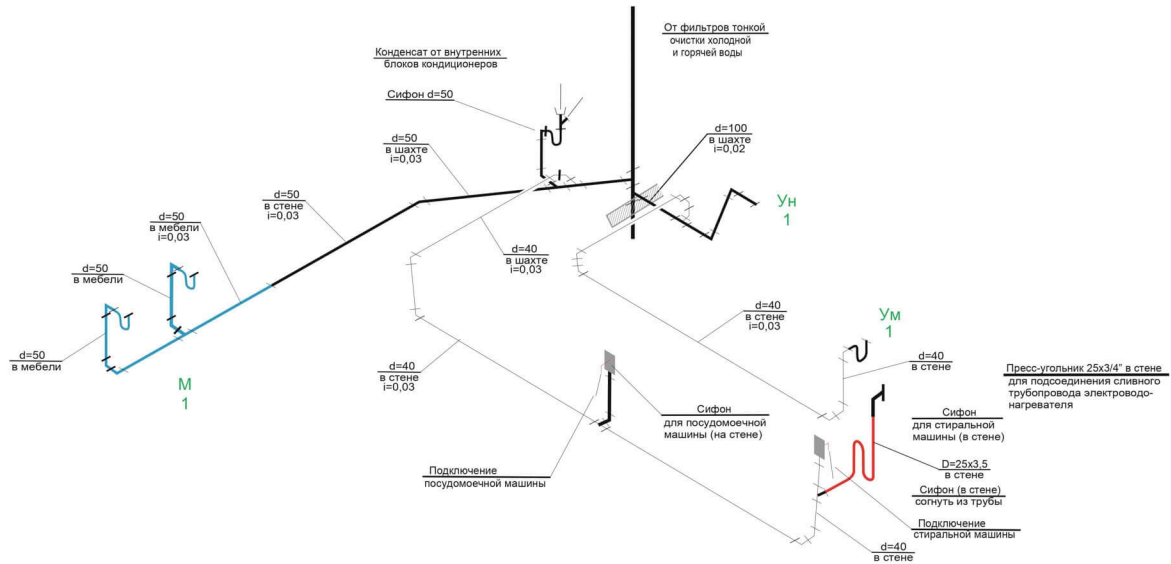 От фильтров тонкой
очистки холодной
и горячей воды
Конденсат от внутренних
блоков кондиционеров
Сифон d=50
d=50
в шахте
i=0,03
d=100
в шахте
i=0,02
Ун
1
d=50
в стене
i=0,03
d=50
в мебели
i=0,03
d=50
в мебели
d=50
в мебели
М
1
d=40
в шахте
i=0,03
d=40
в стене
i=0,03
d=40
в стене
i=0,03
Ум
1
d=40
в стене
Пресс-угольник 25х3/4" в стене
для подсоединения сливного
трубопровода электроводо-
нагревателя
Сифон
для посудомоечной
машины (на стене)
Сифон
для стиральной
машины (в стене)
Подключение
посудомоечной машины
D=25х3,5
в стене
Сифон (в стене)
согнуть из трубы
Подключение
стиральной машины
d=40
в стене